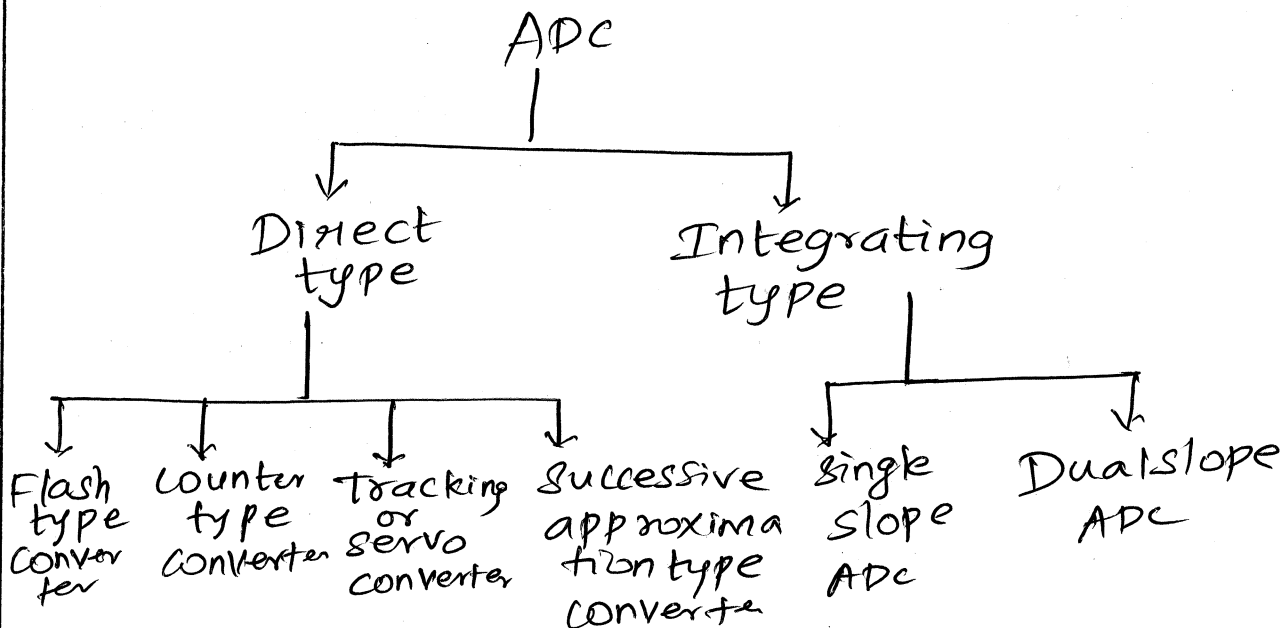 ADC
Direct
type
Integrating
type
Flash
type
conver
ter
counter
type
converter
Tracking
or
servo
converter
Successive
approxima
tion type
converte
single
slope
ADC
Dualslope
ADC